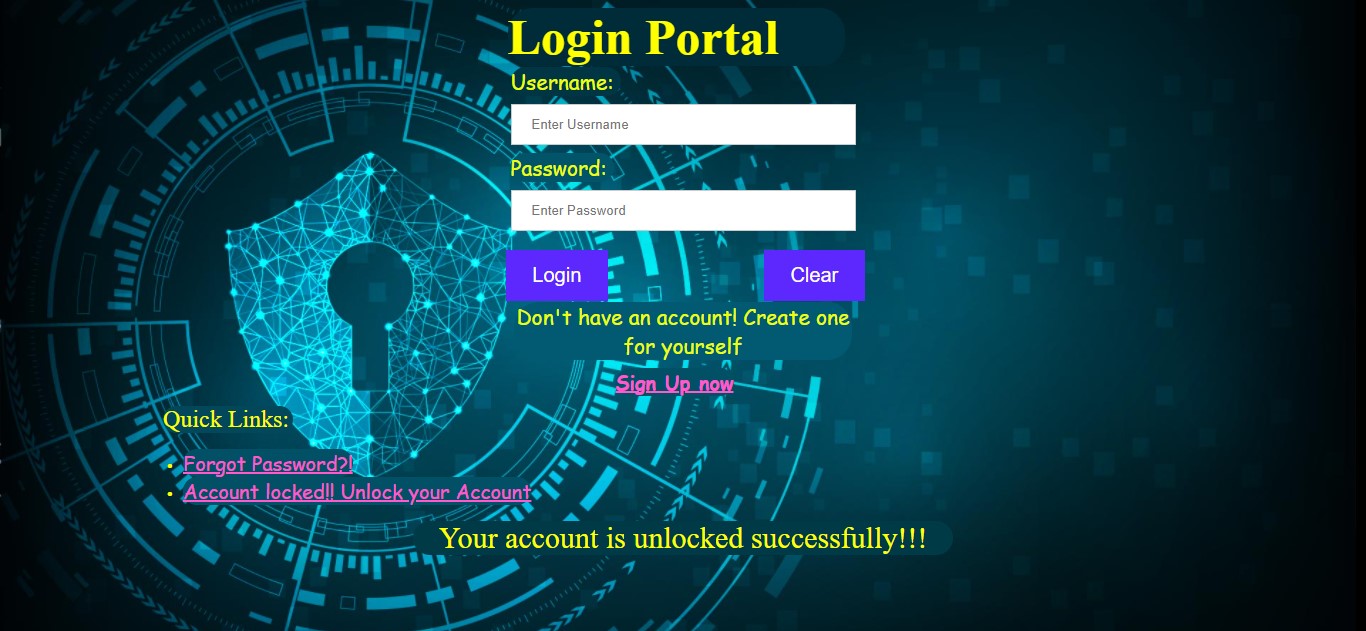 Login Portal
Username:
Enter Username
Password:
Enter Password
Login Clear
Don't have an account! Create one
for yourself
Sign Up now
Quick Links:
• Forgot Password?!
• Account locked!! Unlock your Account
Your account is unlocked successfully!!!